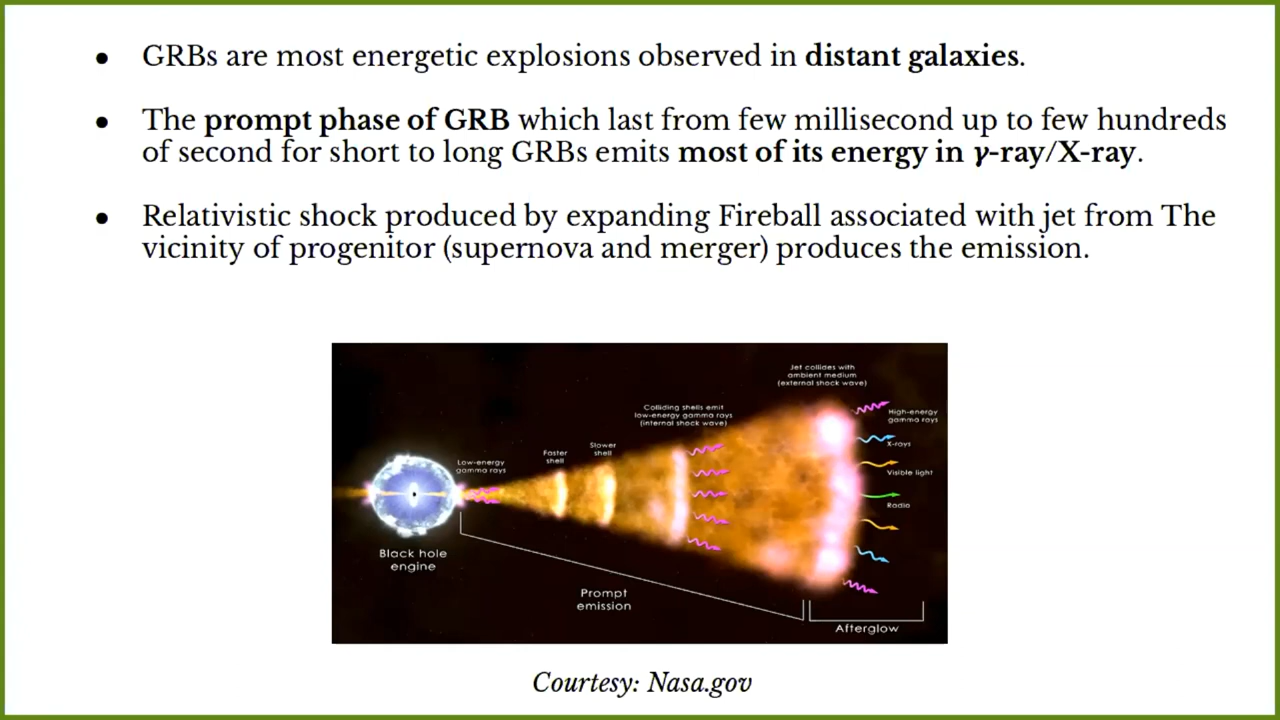 ● GRBs are most energetic explosions observed in distant galaxies.
● The prompt phase of GRB which last from few millisecond up to few hundreds
of second for short to long GRBs emits most of its energy in γ-ray/X-ray.
● Relativistic shock produced by expanding Fireball associated with jet from The
vicinity of progenitor (supernova and merger) produces the emission.
Jet collides with
ambient medium
(external shock wave)
Colliding shells emit
low-energy gamma rays
(internal shock wave)
High-energy
gamma rays
X-rays
Slower
shell
Faster
shell
Low-energy
gamma rays
Visible light
Radio
Black hole
engine
Prompt
emission
Afterglow
Courtesy: Nasa.gov